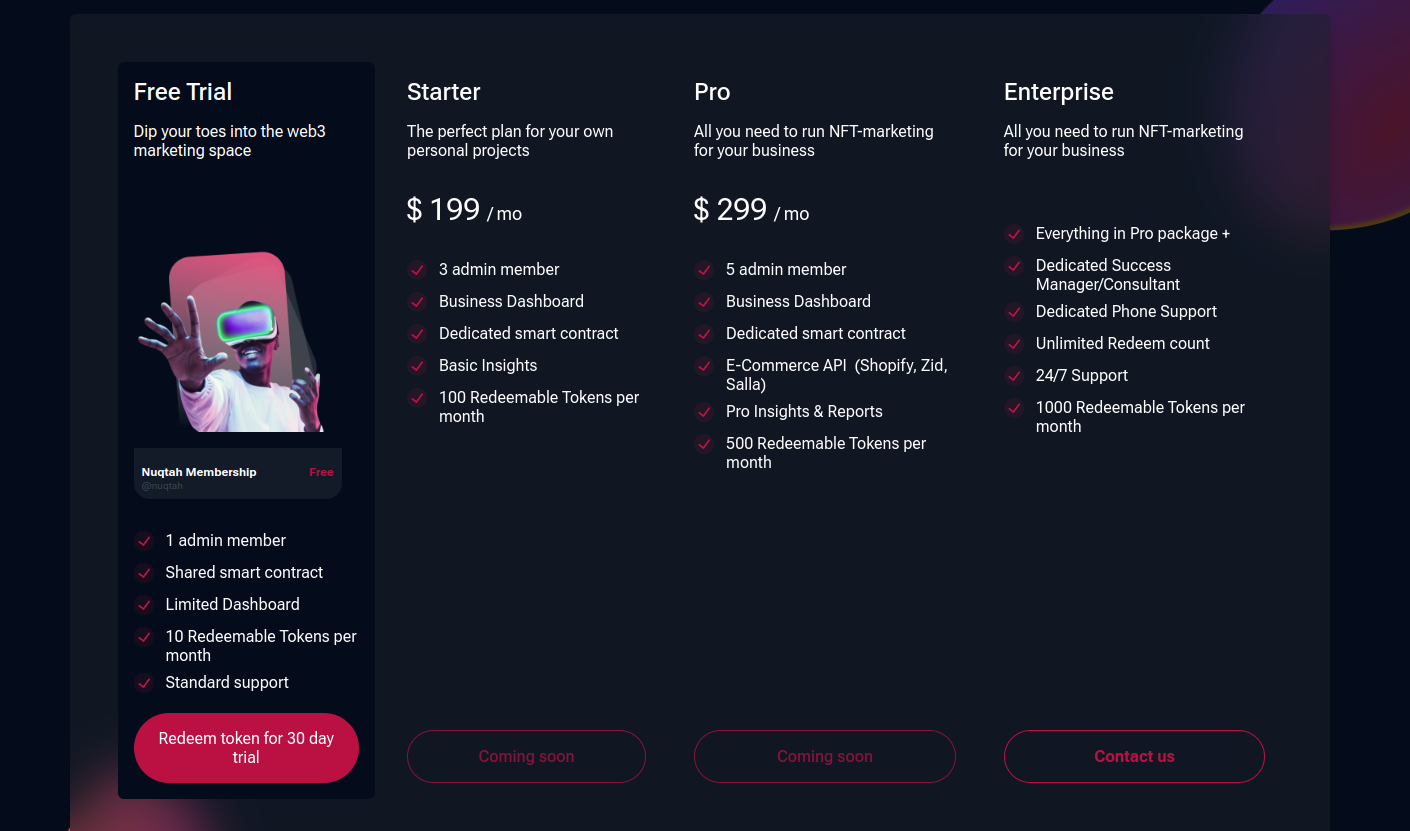 Free Trial
Dip your toes into the web3
marketing space
Nuqtah Membership
Free
@nuqtah
1 admin member
Shared smart contract
Limited Dashboard
10 Redeemable Tokens per
month
Standard support
Redeem token for 30 day
trial
Starter
The perfect plan for your own
personal projects
$ 199 / mo
3 admin member
Business Dashboard
Dedicated smart contract
Basic Insights
100 Redeemable Tokens per
month
Coming soon
Pro
All you need to run NFT-marketing
for your business
$ 299 / mo
5 admin member
Business Dashboard
Dedicated smart contract
E-Commerce API  (Shopify, Zid,
Salla)
Pro Insights & Reports
500 Redeemable Tokens per
month
Coming soon
Enterprise
All you need to run NFT-marketing
for your business
Everything in Pro package +
Dedicated Success
Manager/Consultant
Dedicated Phone Support
Unlimited Redeem count
24/7 Support
1000 Redeemable Tokens per
month
Contact us